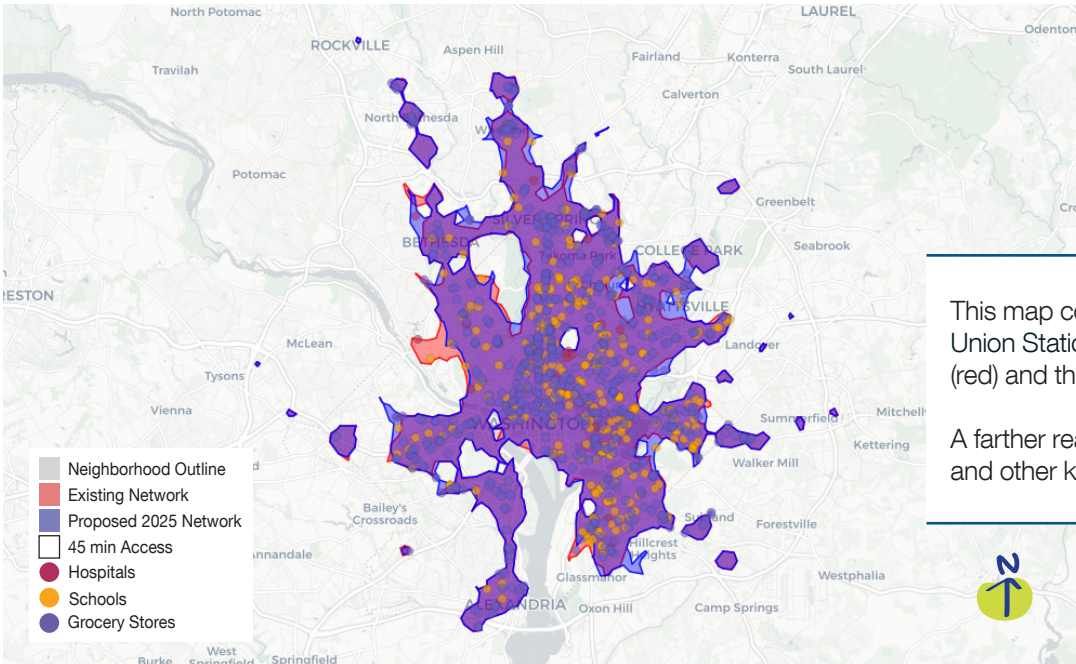 North Potomac
LAUREL
Odenton
ROCKVILLE
Aspen Hill
Fairland
Konterra
Travilah
South Laurel
Calverton
North Bethesda
Potomac
Greenbelt
SILVER SPRING
BETHESDA
Takoma Park
COLLEGE PARK
Seabrook
RESTON
HYATTSVILLE
This map co
Union Statio
(red) and th
McLean
Landover
Tysons
Vienna
Summerfield
Mitchell
WASHINGTON
Kettering
A farther rea
and other k
Walker Mill
Neighborhood Outline
Existing Network
Proposed 2025 Network
45 min Access
Hospitals
Schools
Grocery Stores
Bailey's
Crossroads
Suitland
Forestville
Annandale
Hillcrest
Heights
Glassmanor
Westphalia
N
ALEXANDRIA
Oxon Hill
Camp Springs
Burke
West
Springfield
Springfield